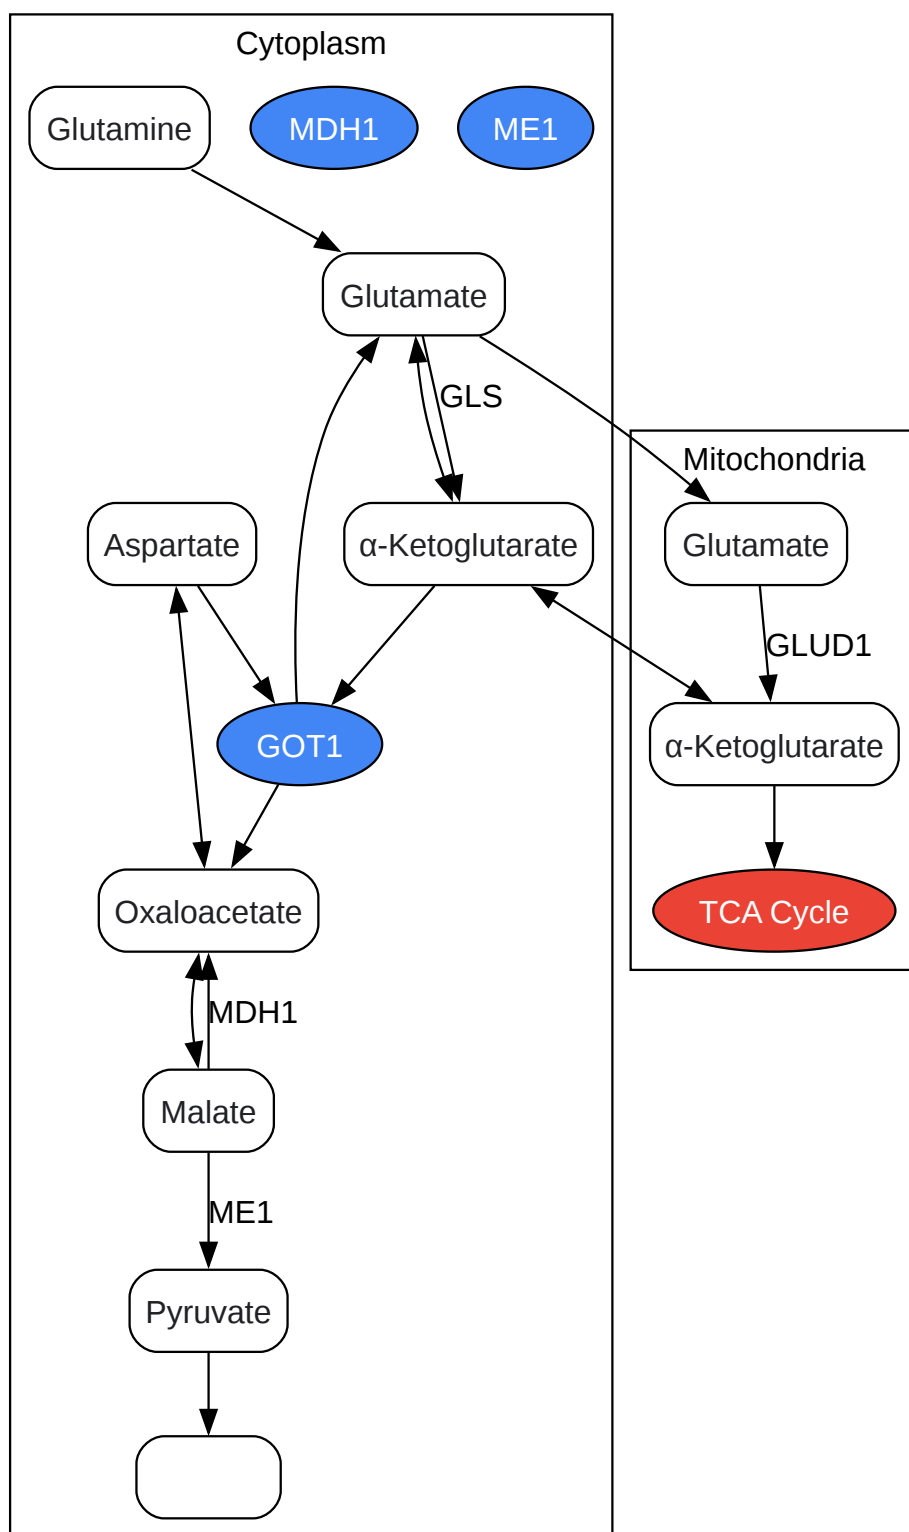 Cytoplasm
Glutamine
MDH1
ME1
Glutamate
GLS
Mitochondria
Aspartate
α-Ketoglutarate
Glutamate
GLUD1
GOT1
α-Ketoglutarate
Oxaloacetate
TCA Cycle
MDH1
Malate
ME1
Pyruvate